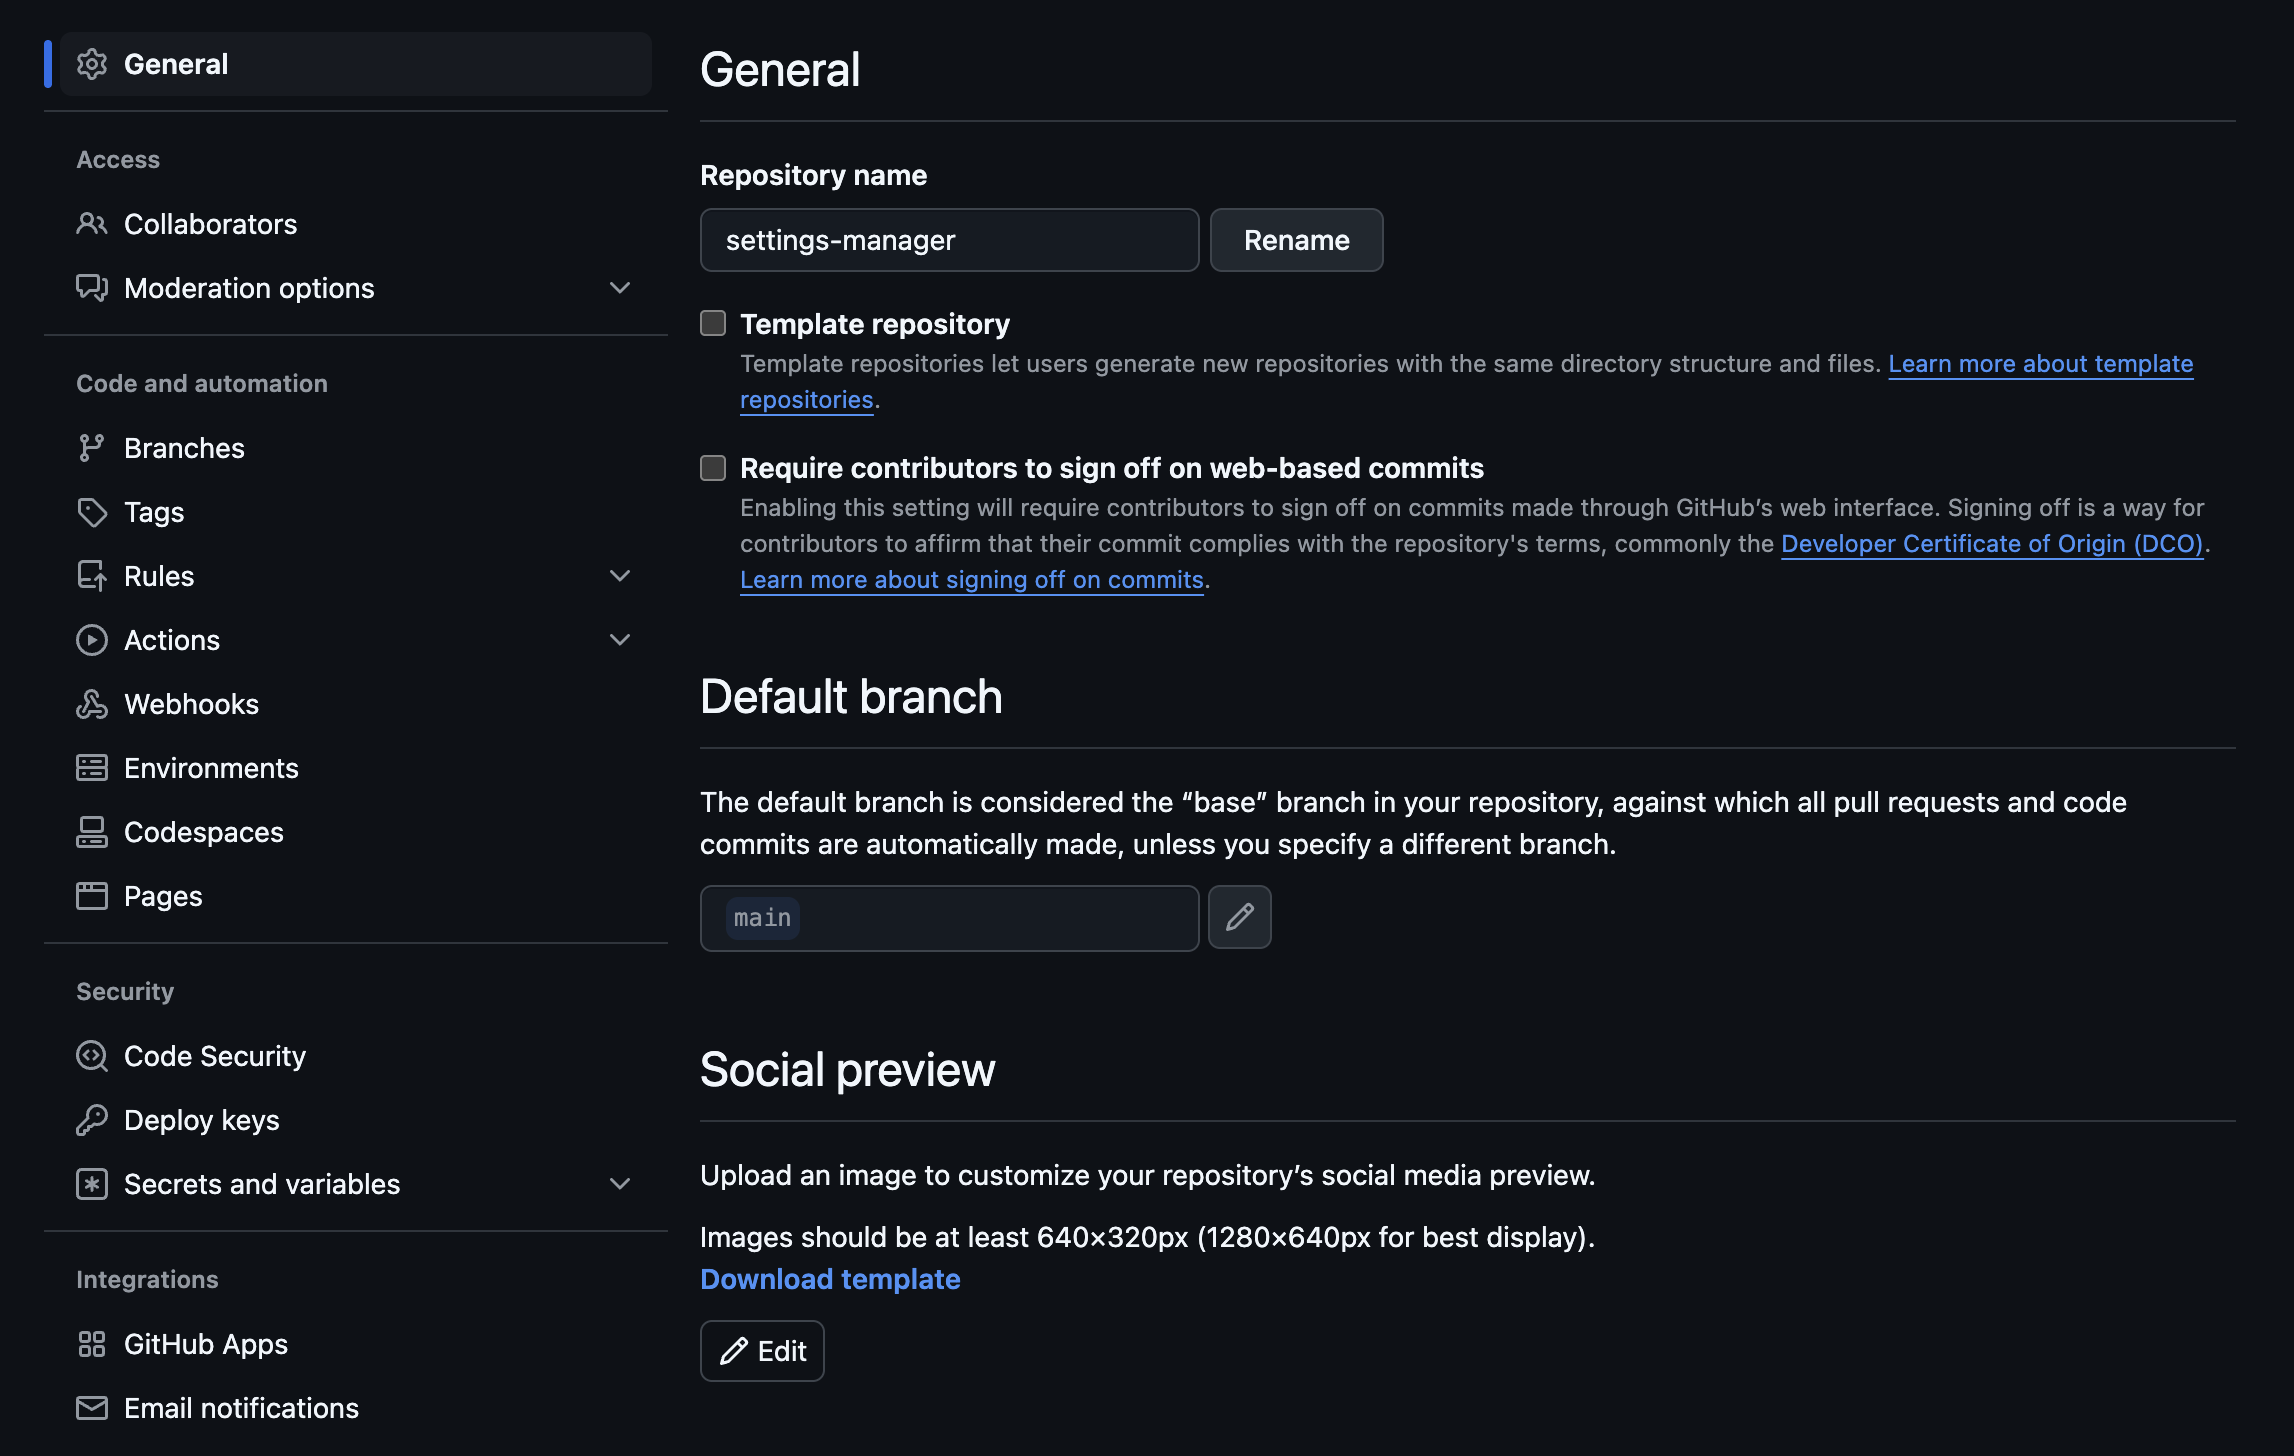 General
Access
Collaborators
Moderation options
Code and automation
Branches
Tags
Rules
Actions
Webhooks
Environments
Codespaces
Pages
Security
Code Security
Deploy keys
Secrets and variables
Integrations
GitHub Apps
Email notifications
General
Repository name
settings-manager
Rename
Template repository
Template repositories let users generate new repositories with the same directory structure and files. Learn more about template
repositories.
Require contributors to sign off on web-based commits
Enabling this setting will require contributors to sign off on commits made through GitHub’s web interface. Signing off is a way for
contributors to affirm that their commit complies with the repository's terms, commonly the Developer Certificate of Origin (DCO).
Learn more about signing off on commits.
Default branch
The default branch is considered the “base” branch in your repository, against which all pull requests and code
commits are automatically made, unless you specify a different branch.
main
Social preview
Upload an image to customize your repository’s social media preview.
Images should be at least 640×320px (1280×640px for best display).
Download template
Edit